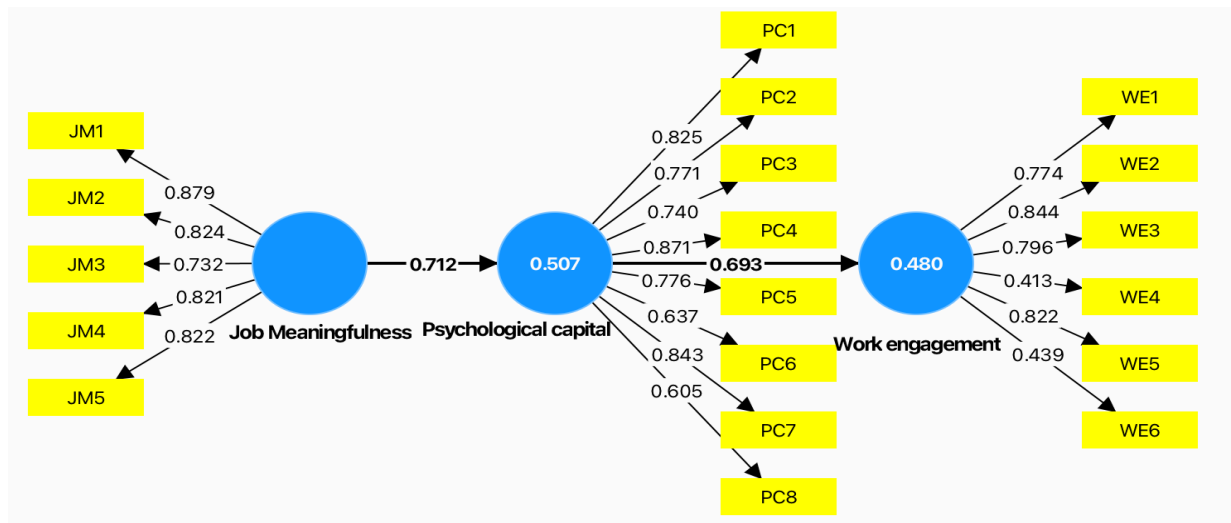 JM1
JM2
JM3
JM4
JM5
0.879
0.824
0.732
0.821
0.822
Job Meaningfulness
0.712
0.507
Psychological capital
0.825
0.771
0.740
0.871
0.776
0.637
0.843
0.605
PC1
PC2
PC3
PC4
PC5
PC6
PC7
PC8
0.693
0.480
Work engagement
0.774
0.844
0.796
0.413
0.822
0.439
WE1
WE2
WE3
WE4
WE5
WE6